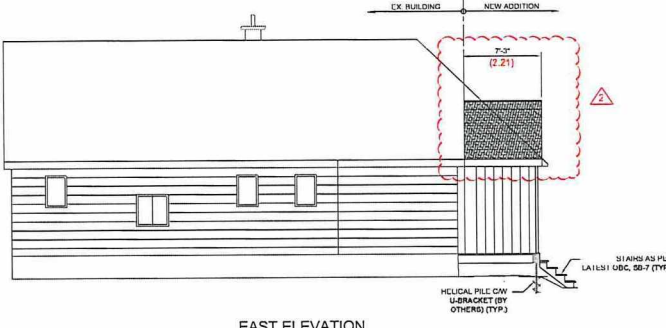 EX. BUILDING
NEW ADDITION
7'-3"
(2.21)
2
STAIRS AS
LATEST OBC, SB-7 (TYP
HELICAL PILE C/W
U-BRACKET (BY
OTHERS) (TYP.)
EAST ELEVATION